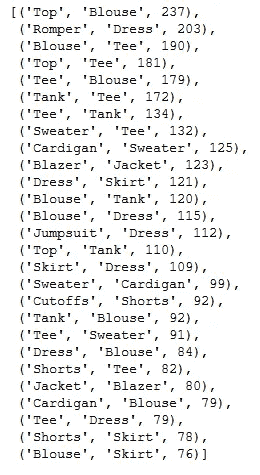 [('Top', 'Blouse', 237),
('Romper', 'Dress', 203),
('Blouse', 'Tee', 190),
('Top', 'Tee', 181),
('Tee', 'Blouse', 179),
('Tank', 'Tee', 172),
('Tee', 'Tank', 134),
('Sweater', 'Tee', 132),
('Cardigan', 'Sweater', 125),
('Blazer', 'Jacket', 123),
('Dress', 'Skirt', 121),
('Blouse', 'Tank', 120),
('Blouse', 'Dress', 115),
('Jumpsuit', 'Dress', 112),
('Top', 'Tank', 110),
('Skirt', 'Dress', 109),
('Sweater', 'Cardigan', 99),
('Cutoffs', 'Shorts', 92),
('Tank', 'Blouse', 92),
('Tee', 'Sweater', 91),
('Dress', 'Blouse', 84),
('Shorts', 'Tee', 82),
('Jacket', 'Blazer', 80),
('Cardigan', 'Blouse', 79),
('Tee', 'Dress', 79),
('Shorts', 'Skirt', 78),
('Blouse', 'Skirt', 76)]